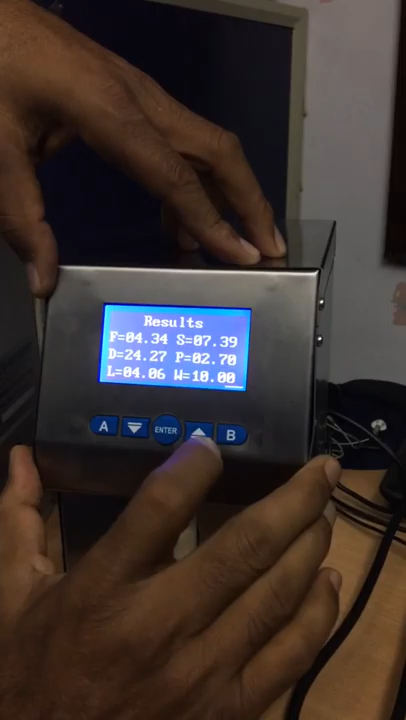 Results
F=04.34 S=07.39
D=24.27 P=02.70
L=04.06 W=10.00
A ENTER B